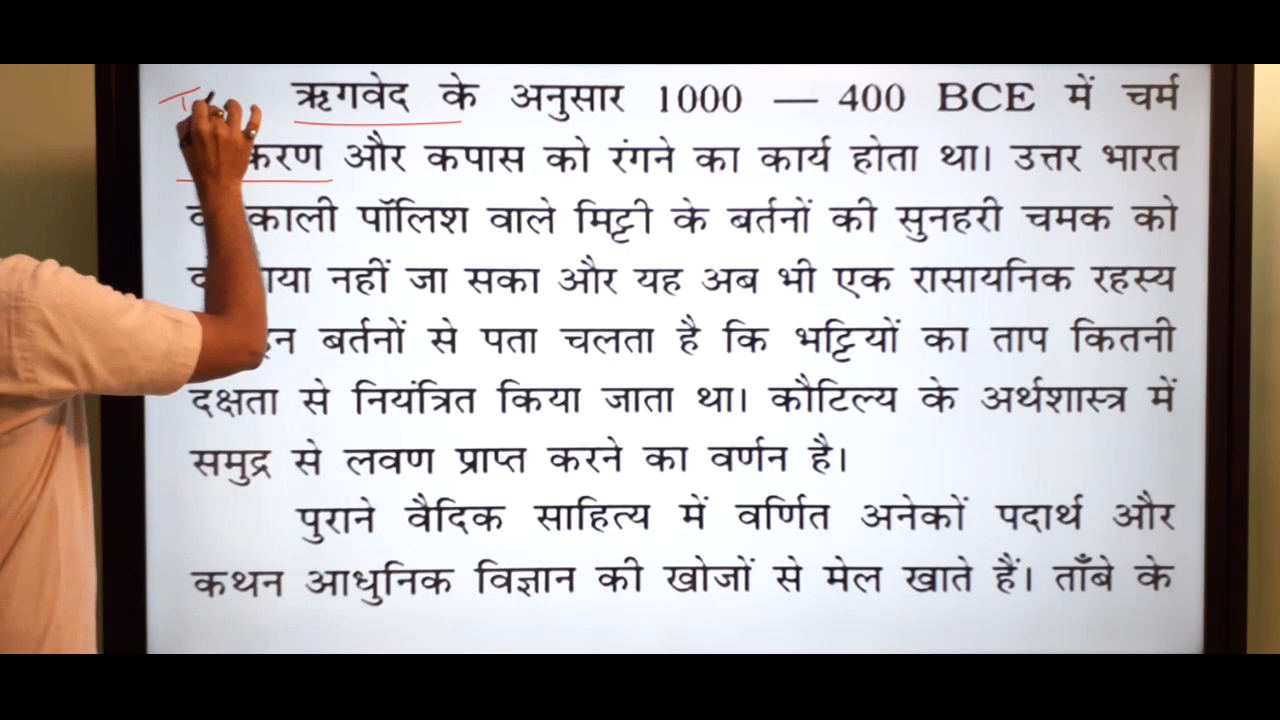 ऋगवेद के अनुसार 1000 — 400 BCE में चर्म
करण और कपास को रंगने का कार्य होता था। उत्तर भारत
काली पॉलिश वाले मिट्टी के बर्तनों की सुनहरी चमक को
नहीं जा सका और यह अब भी एक रासायनिक रहस्य
बर्तनों से पता चलता है कि भट्टियों का ताप कितनी
दक्षता से नियंत्रित किया जाता था। कौटिल्य के अर्थशास्त्र में
समुद्र से लवण प्राप्त करने का वर्णन है।
पुराने वैदिक साहित्य में वर्णित अनेकों पदार्थ और
कथन आधुनिक विज्ञान की खोजों से मेल खाते हैं। ताँबे के